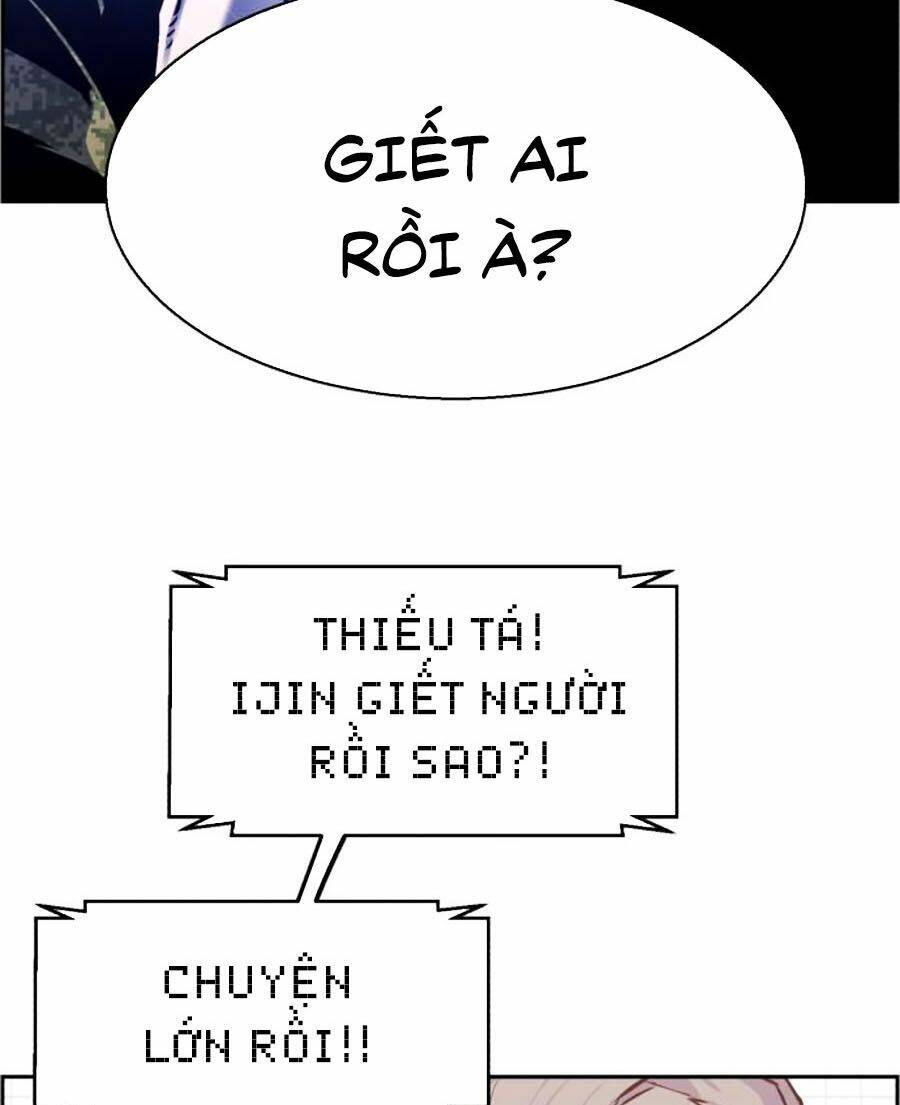 GIẾT AI
RỒI À?
THIẾU TÁ!
IJIN GIẾT NGƯỜI
RỒI SAO?!
CHUYỆN
LỚN RỒI!!